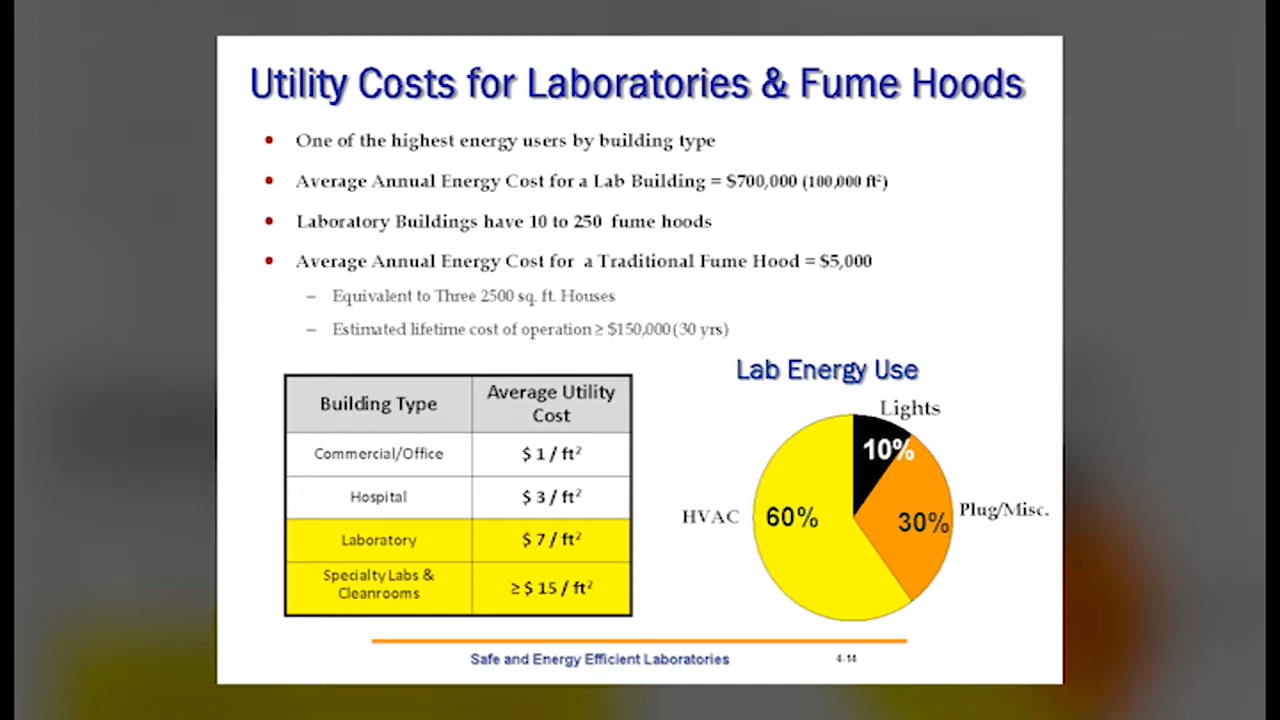 Utility Costs for Laboratories & Fume Hoods
• One of the highest energy users by building type
• Average Annual Energy Cost for a Lab Building = $700,000 (100,000 ft²)
• Laboratory Buildings have 10 to 250 fume hoods
• Average Annual Energy Cost for a Traditional Fume Hood = $5,000
– Equivalent to Three 2500 sq. ft. Houses
– Estimated lifetime cost of operation ≥ $150,000 (30 yrs)
Building Type
Average Utility
Cost
Commercial/Office
$ 1 / ft²
Hospital
$ 3 / ft²
Laboratory
$ 7 / ft²
Specialty Labs &
Cleanrooms
≥ $ 15 / ft²
Lab Energy Use
Lights
10%
HVAC
60%
30%
Plug/Misc.
Safe and Energy Efficient Laboratories
4-14